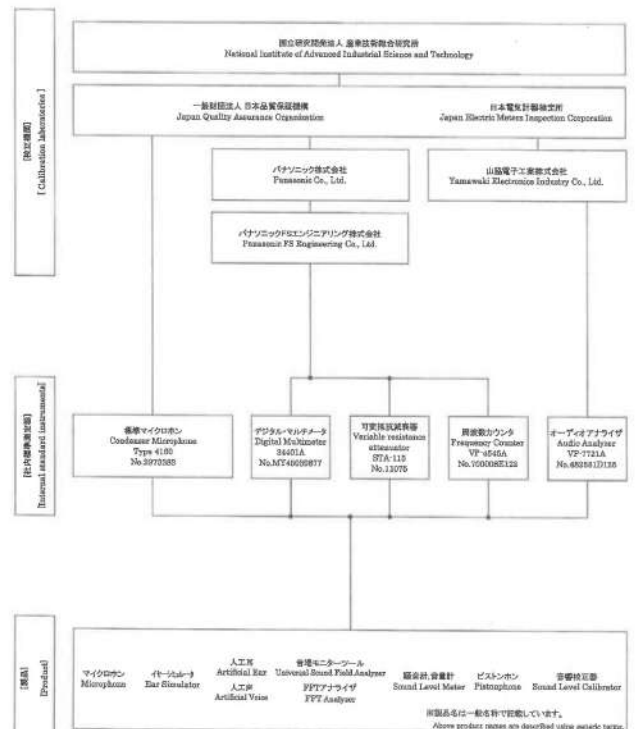 国立研究開発法人 産業技術総合研究所
National Institute of Advanced Industrial Science and Technology
一般財団法人 日本品質保証機構
Japan Quality Assurance Organization
日本電気計器検定所
Japan Electric Meters Inspection Corporation
[校正機関]
[ Calibration laboratories ]
パナソニック株式会社
Panasonic Co., Ltd.
山脇電子工業株式会社
Yamawaki Electronics Industry Co., Ltd.
パナソニックFSエンジニアリング株式会社
Panasonic FS Engineering Co., Ltd.
[社内標準測定器]
[Internal standard instruments]
標準マイクロホン
Condenser Microphone
Type 4160
No.2973385
デジタル・マルチメータ
Digital Multimeter
34401A
No.MY45059877
可変抵抗減衰器
Variable resistance
attenuator
STA-115
No.13075
周波数カウンタ
Frequency Counter
VP-4545A
No.750008E122
オーディオアナライザ
Audio Analyzer
VP-7721A
No.682581D125
[製品]
[Product]
マイクロホン
Microphone
イヤーシミュレータ
Ear Simulator
人工耳
Artificial Ear
人工声
Artificial Voice
音場モニターツール
Universal Sound Field Analyzer
FFTアナライザ
FFT Analyzer
騒音計,音量計
Sound Level Meter
ピストンホン
Pistonphone
音響校正器
Sound Level Calibrator
※製品名は一般名称で記載しています。
Above product names are described using generic terms.